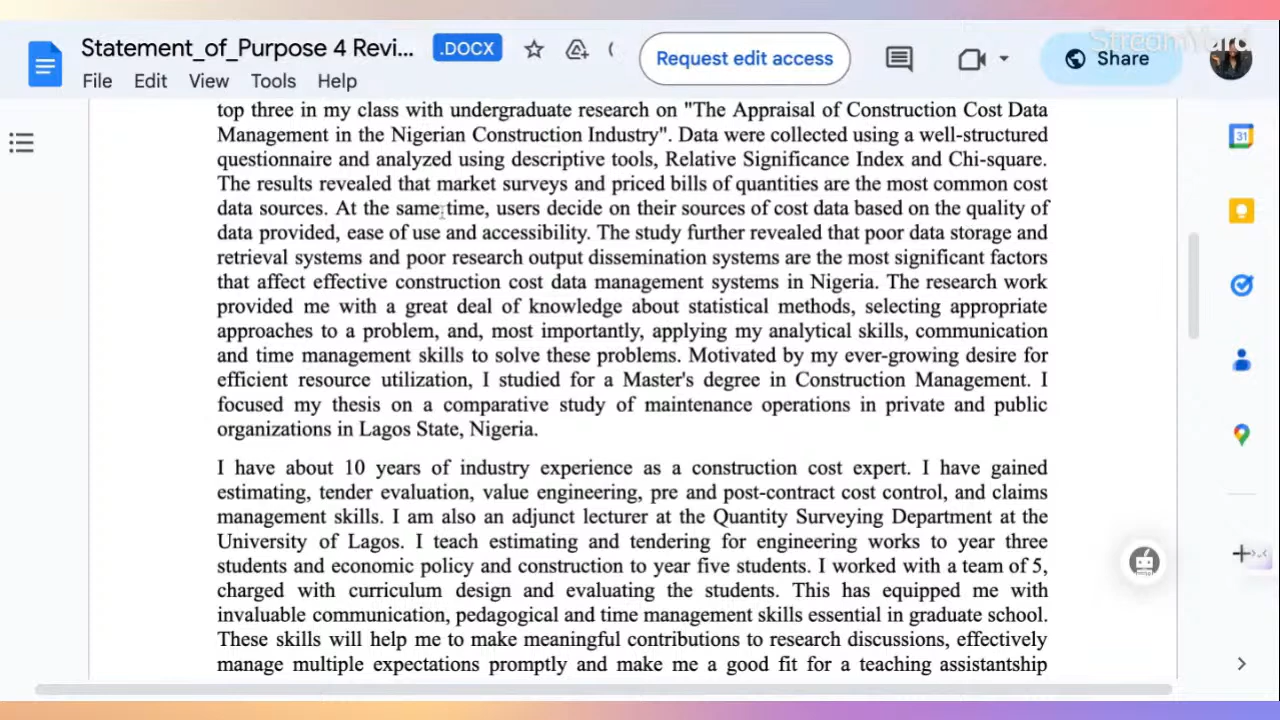 StreamYard
Statement_of_Purpose 4 Revi...
.DOCX
Request edit access
Share
File Edit View Tools Help
top three in my class with undergraduate research on "The Appraisal of Construction Cost Data
Management in the Nigerian Construction Industry". Data were collected using a well-structured
questionnaire and analyzed using descriptive tools, Relative Significance Index and Chi-square.
The results revealed that market surveys and priced bills of quantities are the most common cost
data sources. At the same time, users decide on their sources of cost data based on the quality of
data provided, ease of use and accessibility. The study further revealed that poor data storage and
retrieval systems and poor research output dissemination systems are the most significant factors
that affect effective construction cost data management systems in Nigeria. The research work
provided me with a great deal of knowledge about statistical methods, selecting appropriate
approaches to a problem, and, most importantly, applying my analytical skills, communication
and time management skills to solve these problems. Motivated by my ever-growing desire for
efficient resource utilization, I studied for a Master's degree in Construction Management. I
focused my thesis on a comparative study of maintenance operations in private and public
organizations in Lagos State, Nigeria.
I have about 10 years of industry experience as a construction cost expert. I have gained
estimating, tender evaluation, value engineering, pre and post-contract cost control, and claims
management skills. I am also an adjunct lecturer at the Quantity Surveying Department at the
University of Lagos. I teach estimating and tendering for engineering works to year three
students and economic policy and construction to year five students. I worked with a team of 5,
charged with curriculum design and evaluating the students. This has equipped me with
invaluable communication, pedagogical and time management skills essential in graduate school.
These skills will help me to make meaningful contributions to research discussions, effectively
manage multiple expectations promptly and make me a good fit for a teaching assistantship
31